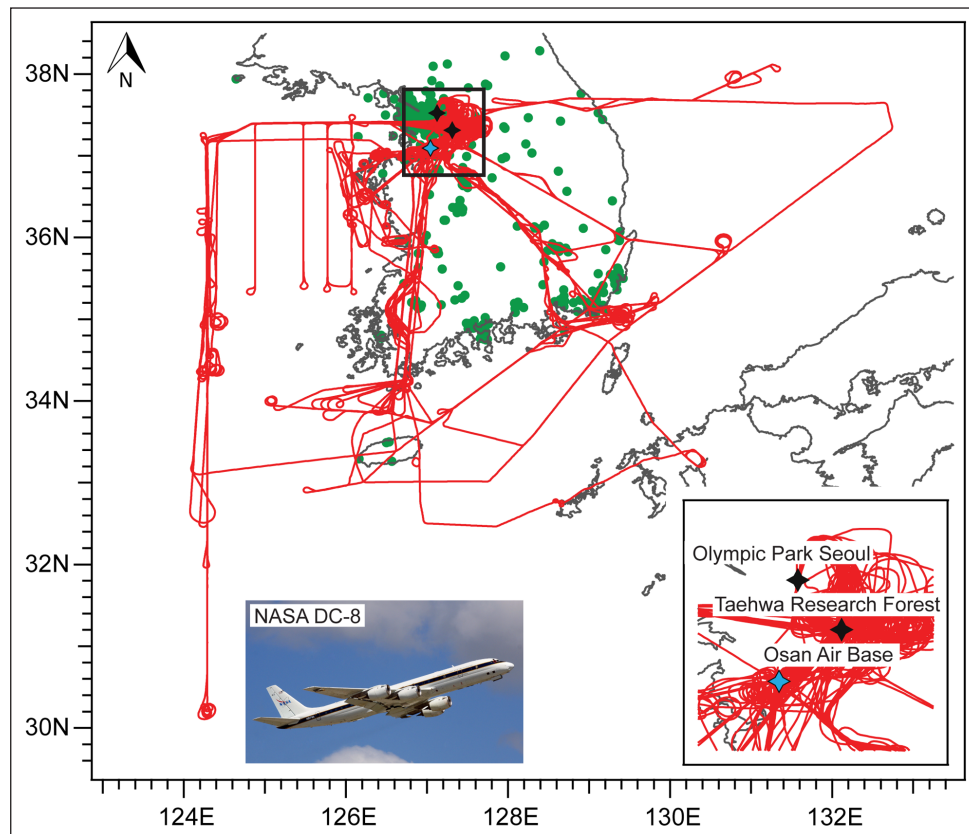 N
38N
36N
34N
32N
30N
124E
126E
128E
130E
132E
NASA DC-8
Olympic Park Seoul
Taehwa Research Forest
Osan Air Base